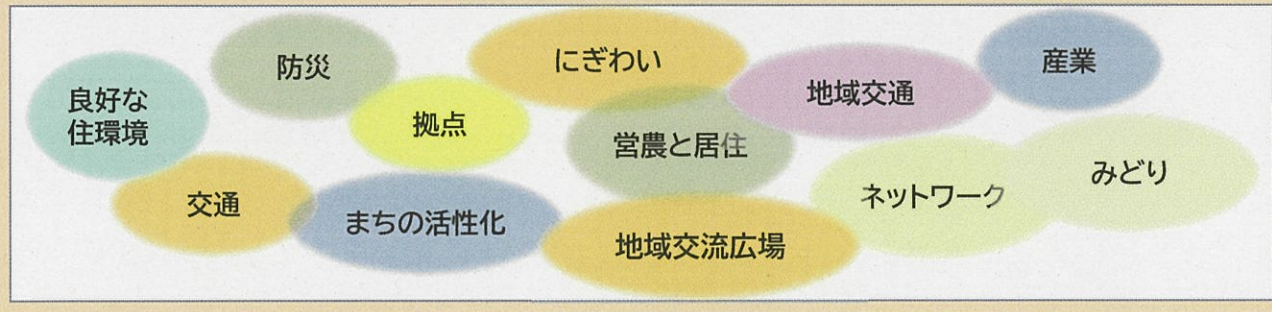 良好な
住環境
防災
交通
拠点
まちの活性化
にぎわい
営農と居住
地域交流広場
地域交通
産業
ネットワーク
みどり